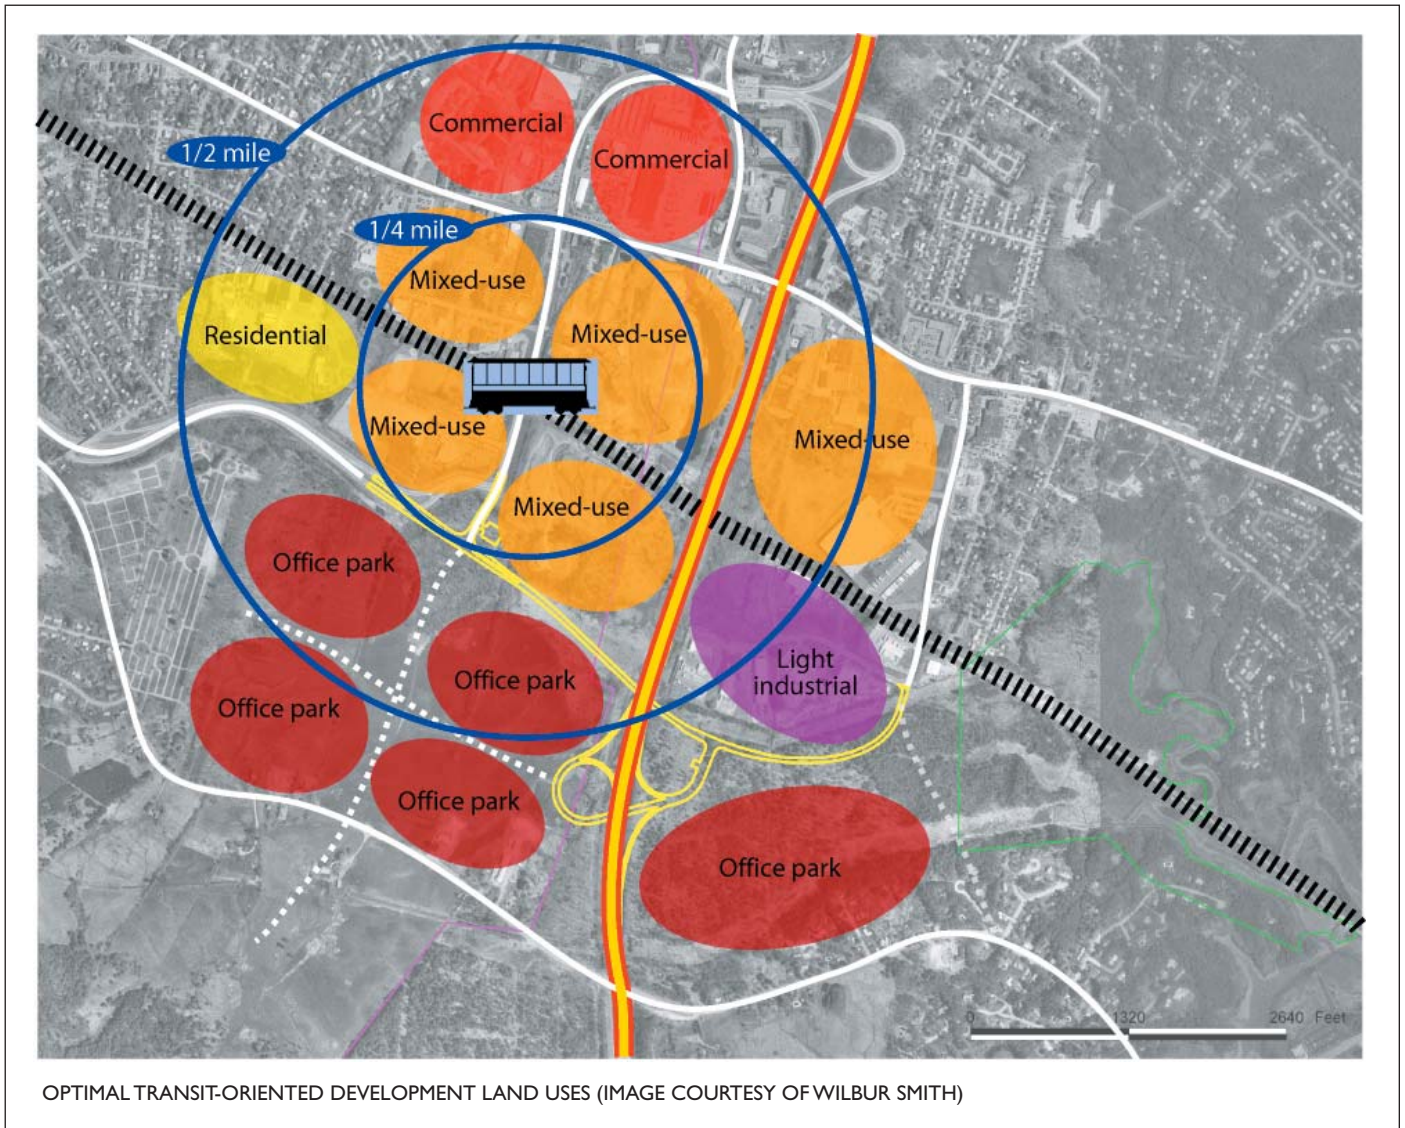 Commercial
Commercial
1/2 mile
1/4 mile
Mixed-use
Mixed-use
Residential
Mixed-use
Mixed-use
Mixed-use
Office park
Office park
Light
industrial
Office park
Office park
Office park
0 1320 2640 Feet
OPTIMAL TRANSIT-ORIENTED DEVELOPMENT LAND USES (IMAGE COURTESY OF WILBUR SMITH)